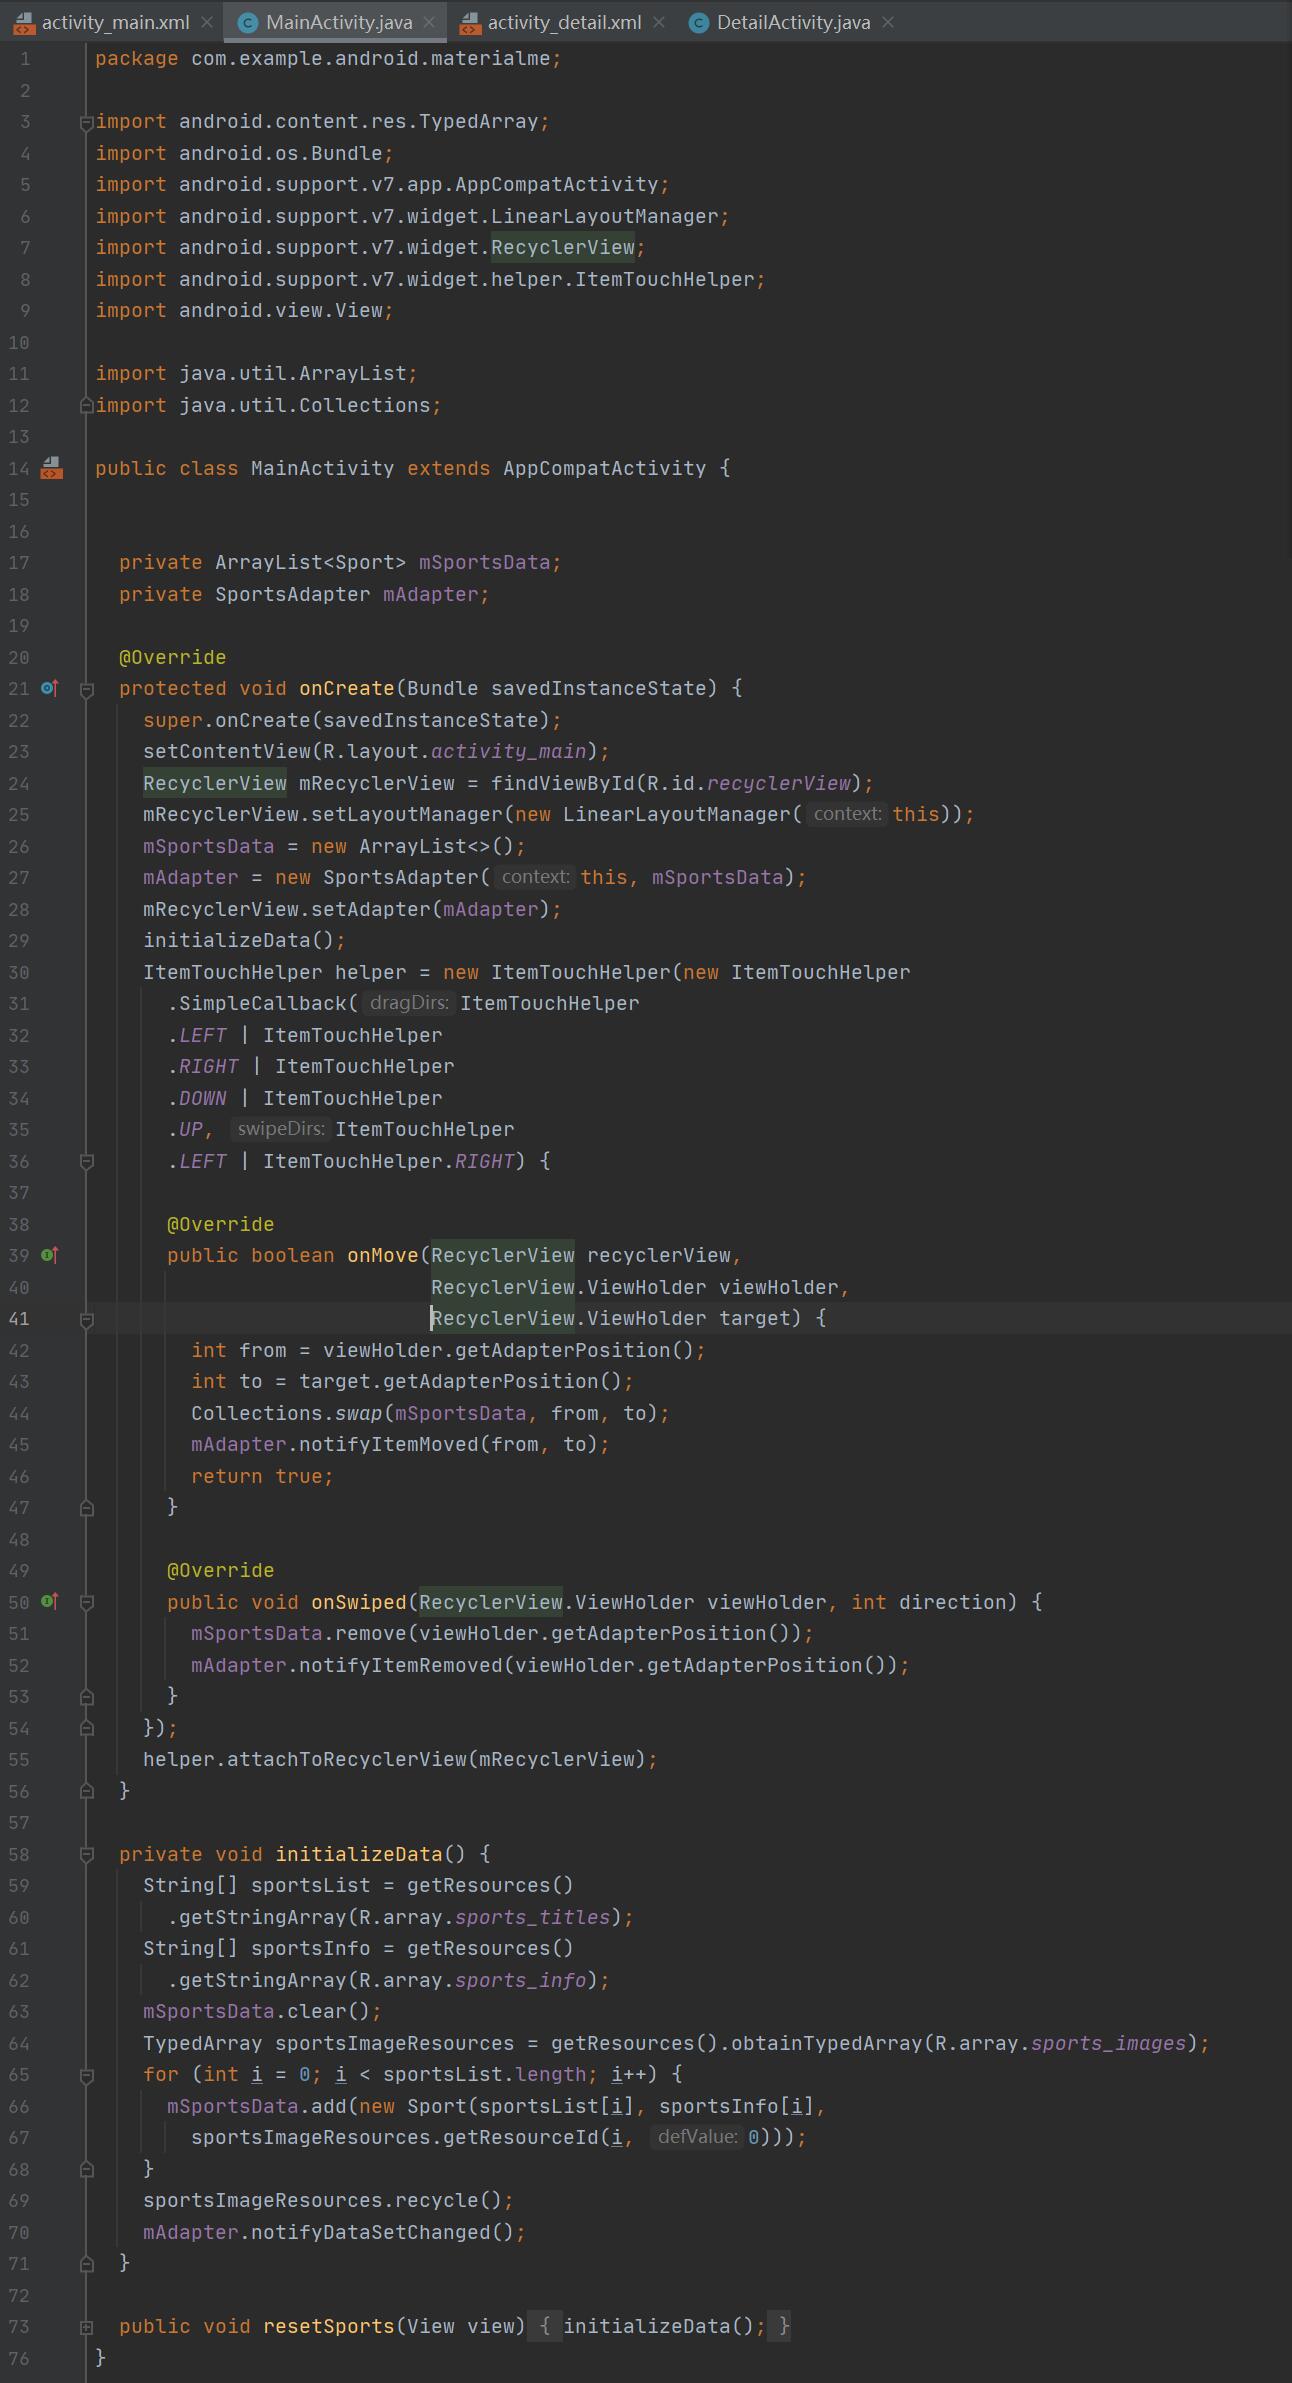 activity_main.xml MainActivity.java activity_detail.xml DetailActivity.java
1 package com.example.android.materialme;
2
3 import android.content.res.TypedArray;
4 import android.os.Bundle;
5 import android.support.v7.app.AppCompatActivity;
6 import android.support.v7.widget.LinearLayoutManager;
7 import android.support.v7.widget.RecyclerView;
8 import android.support.v7.widget.helper.ItemTouchHelper;
9 import android.view.View;
10
11 import java.util.ArrayList;
12 import java.util.Collections;
13
14 public class MainActivity extends AppCompatActivity {
15
16
17 private ArrayList<Sport> mSportsData;
18 private SportsAdapter mAdapter;
19
20 @Override
21 protected void onCreate(Bundle savedInstanceState) {
22 super.onCreate(savedInstanceState);
23 setContentView(R.layout.activity_main);
24 RecyclerView mRecyclerView = findViewById(R.id.recyclerView);
25 mRecyclerView.setLayoutManager(new LinearLayoutManager( context: this));
26 mSportsData = new ArrayList<>();
27 mAdapter = new SportsAdapter( context: this, mSportsData);
28 mRecyclerView.setAdapter(mAdapter);
29 initializeData();
30 ItemTouchHelper helper = new ItemTouchHelper(new ItemTouchHelper
31 .SimpleCallback( dragDirs: ItemTouchHelper
32 .LEFT | ItemTouchHelper
33 .RIGHT | ItemTouchHelper
34 .DOWN | ItemTouchHelper
35 .UP, swipeDirs: ItemTouchHelper
36 .LEFT | ItemTouchHelper.RIGHT) {
37
38 @Override
39 public boolean onMove(RecyclerView recyclerView,
40 RecyclerView.ViewHolder viewHolder,
41 RecyclerView.ViewHolder target) {
42 int from = viewHolder.getAdapterPosition();
43 int to = target.getAdapterPosition();
44 Collections.swap(mSportsData, from, to);
45 mAdapter.notifyItemMoved(from, to);
46 return true;
47 }
48
49 @Override
50 public void onSwiped(RecyclerView.ViewHolder viewHolder, int direction) {
51 mSportsData.remove(viewHolder.getAdapterPosition());
52 mAdapter.notifyItemRemoved(viewHolder.getAdapterPosition());
53 }
54 });
55 helper.attachToRecyclerView(mRecyclerView);
56 }
57
58 private void initializeData() {
59 String[] sportsList = getResources()
60 .getStringArray(R.array.sports_titles);
61 String[] sportsInfo = getResources()
62 .getStringArray(R.array.sports_info);
63 mSportsData.clear();
64 TypedArray sportsImageResources = getResources().obtainTypedArray(R.array.sports_images);
65 for (int i = 0; i < sportsList.length; i++) {
66 mSportsData.add(new Sport(sportsList[i], sportsInfo[i],
67 sportsImageResources.getResourceId(i, defValue: 0)));
68 }
69 sportsImageResources.recycle();
70 mAdapter.notifyDataSetChanged();
71 }
72
73 public void resetSports(View view) { initializeData(); }
76 }